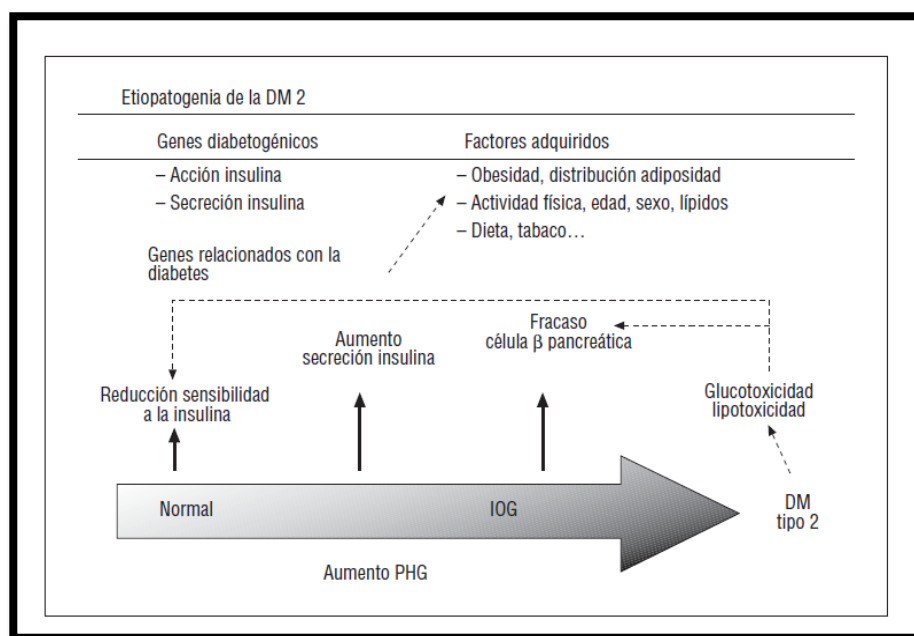 Etiopatogenia de la DM 2
Genes diabetogénicos
– Acción insulina
– Secreción insulina
Factores adquiridos
– Obesidad, distribución adiposidad
– Actividad física, edad, sexo, lípidos
– Dieta, tabaco…
Genes relacionados con la
diabetes
Reducción sensibilidad
a la insulina
Aumento
secreción insulina
Fracaso
célula β pancreática
Glucotoxicidad
lipotoxicidad
Normal
IOG
DM
tipo 2
Aumento PHG